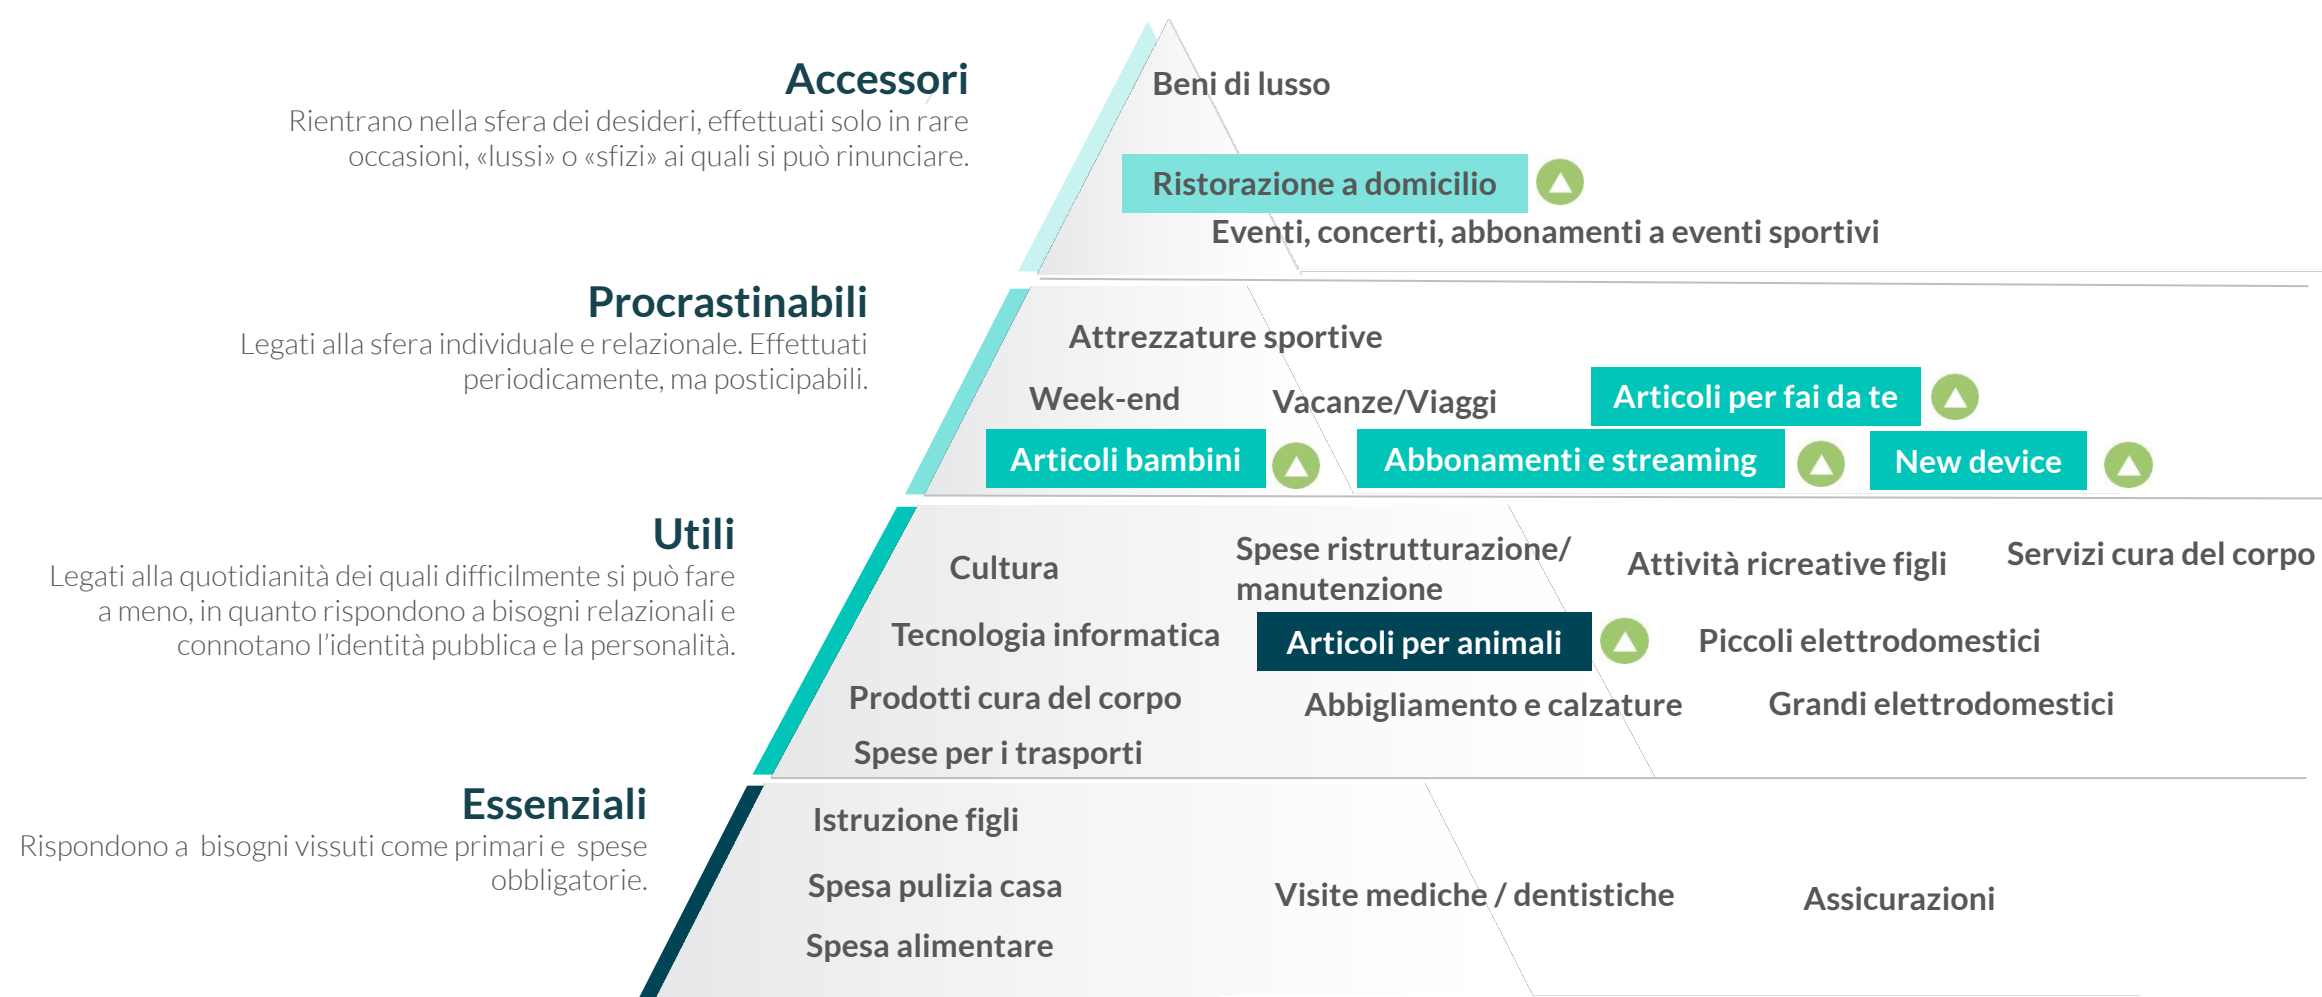 Accessori
Rientrano nella sfera dei desideri, effettuati solo in rare
occasioni, «lussi» o «sfizi» ai quali si può rinunciare.
Beni di lusso
Ristorazione a domicilio
Eventi, concerti, abbonamenti a eventi sportivi
Procrastinabili
Legati alla sfera individuale e relazionale. Effettuati
periodicamente, ma posticipabili.
Attrezzature sportive
Week-end
Vacanze/Viaggi
Articoli per fai da te
Articoli bambini
Abbonamenti e streaming
New device
Utili
Legati alla quotidianità dei quali difficilmente si può fare
a meno, in quanto rispondono a bisogni relazionali e
connotano l'identità pubblica e la personalità.
Cultura
Spese ristrutturazione/
manutenzione
Attività ricreative figli
Servizi cura del corpo
Tecnologia informatica
Articoli per animali
Piccoli elettrodomestici
Prodotti cura del corpo
Abbigliamento e calzature
Grandi elettrodomestici
Spese per i trasporti
Essenziali
Rispondono a bisogni vissuti come primari e spese
obbligatorie.
Istruzione figli
Spesa pulizia casa
Visite mediche / dentistiche
Assicurazioni
Spesa alimentare